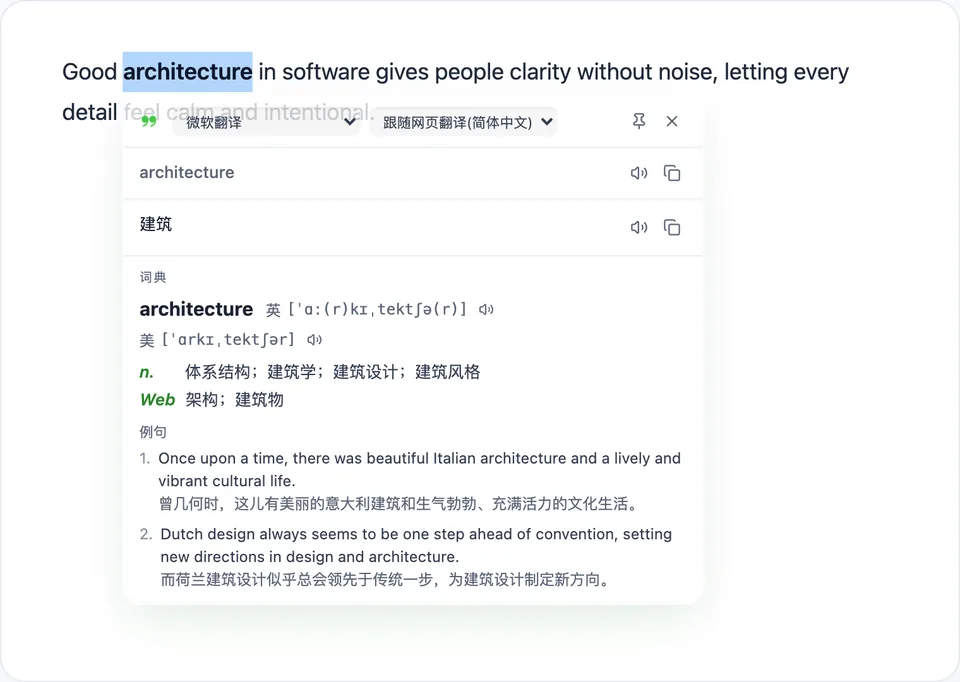 Good architecture in software gives people clarity without noise, letting every
detail feel calm and intentional.
微软翻译
跟随网页翻译(简体中文)
architecture
建筑
词典
architecture 英 [ˈɑː(r)kɪˌtektʃə(r)]
美 [ˈɑrkɪˌtektʃər]
n. 体系结构；建筑学；建筑设计；建筑风格
Web 架构；建筑物
例句
1. Once upon a time, there was beautiful Italian architecture and a lively and
vibrant cultural life.
曾几何时，这儿有美丽的意大利建筑和生气勃勃、充满活力的文化生活。
2. Dutch design always seems to be one step ahead of convention, setting
new directions in design and architecture.
而荷兰建筑设计似乎总会领先于传统一步，为建筑设计制定新方向。